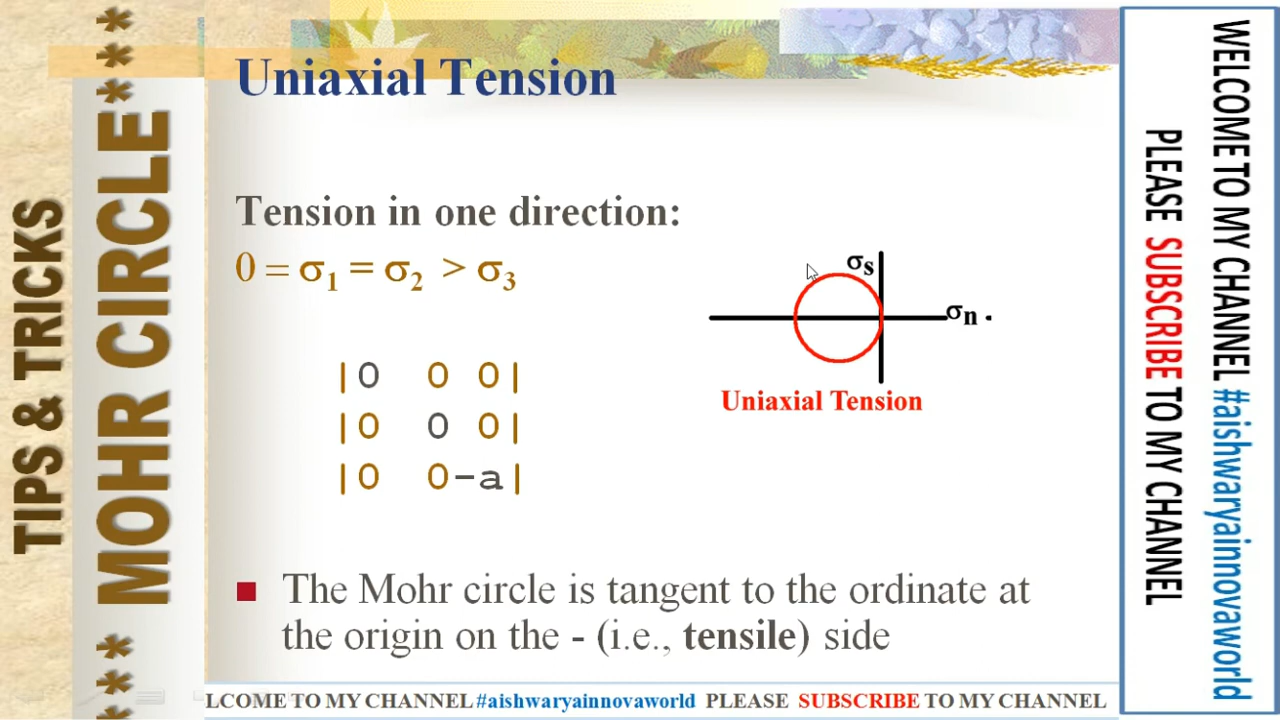 TIPS & TRICKS
*** MOHR CIRCLE***
Uniaxial Tension
Tension in one direction:
0 = σ1 = σ2 > σ3
|0 0 0|
|0 0 0|
|0 0-a|
σs
σn
Uniaxial Tension
The Mohr circle is tangent to the ordinate at
the origin on the - (i.e., tensile) side
LCOME TO MY CHANNEL #aishwaryainnovaworld PLEASE SUBSCRIBE TO MY CHANNEL
WELCOME TO MY CHANNEL #aishwaryainnovaworld
PLEASE SUBSCRIBE TO MY CHANNEL